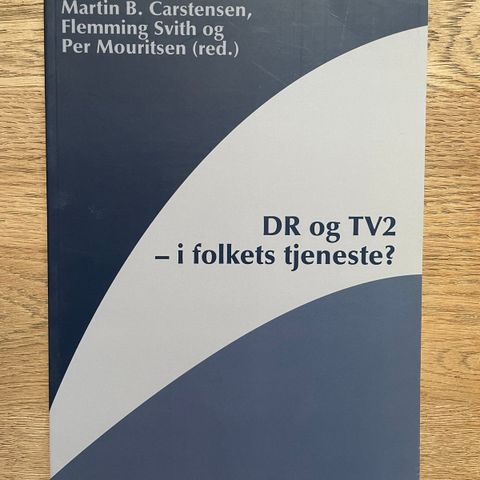 Martin B. Carstensen,
Flemming Svith og
Per Mouritsen (red.)
DR og TV2
– i folkets tjeneste?